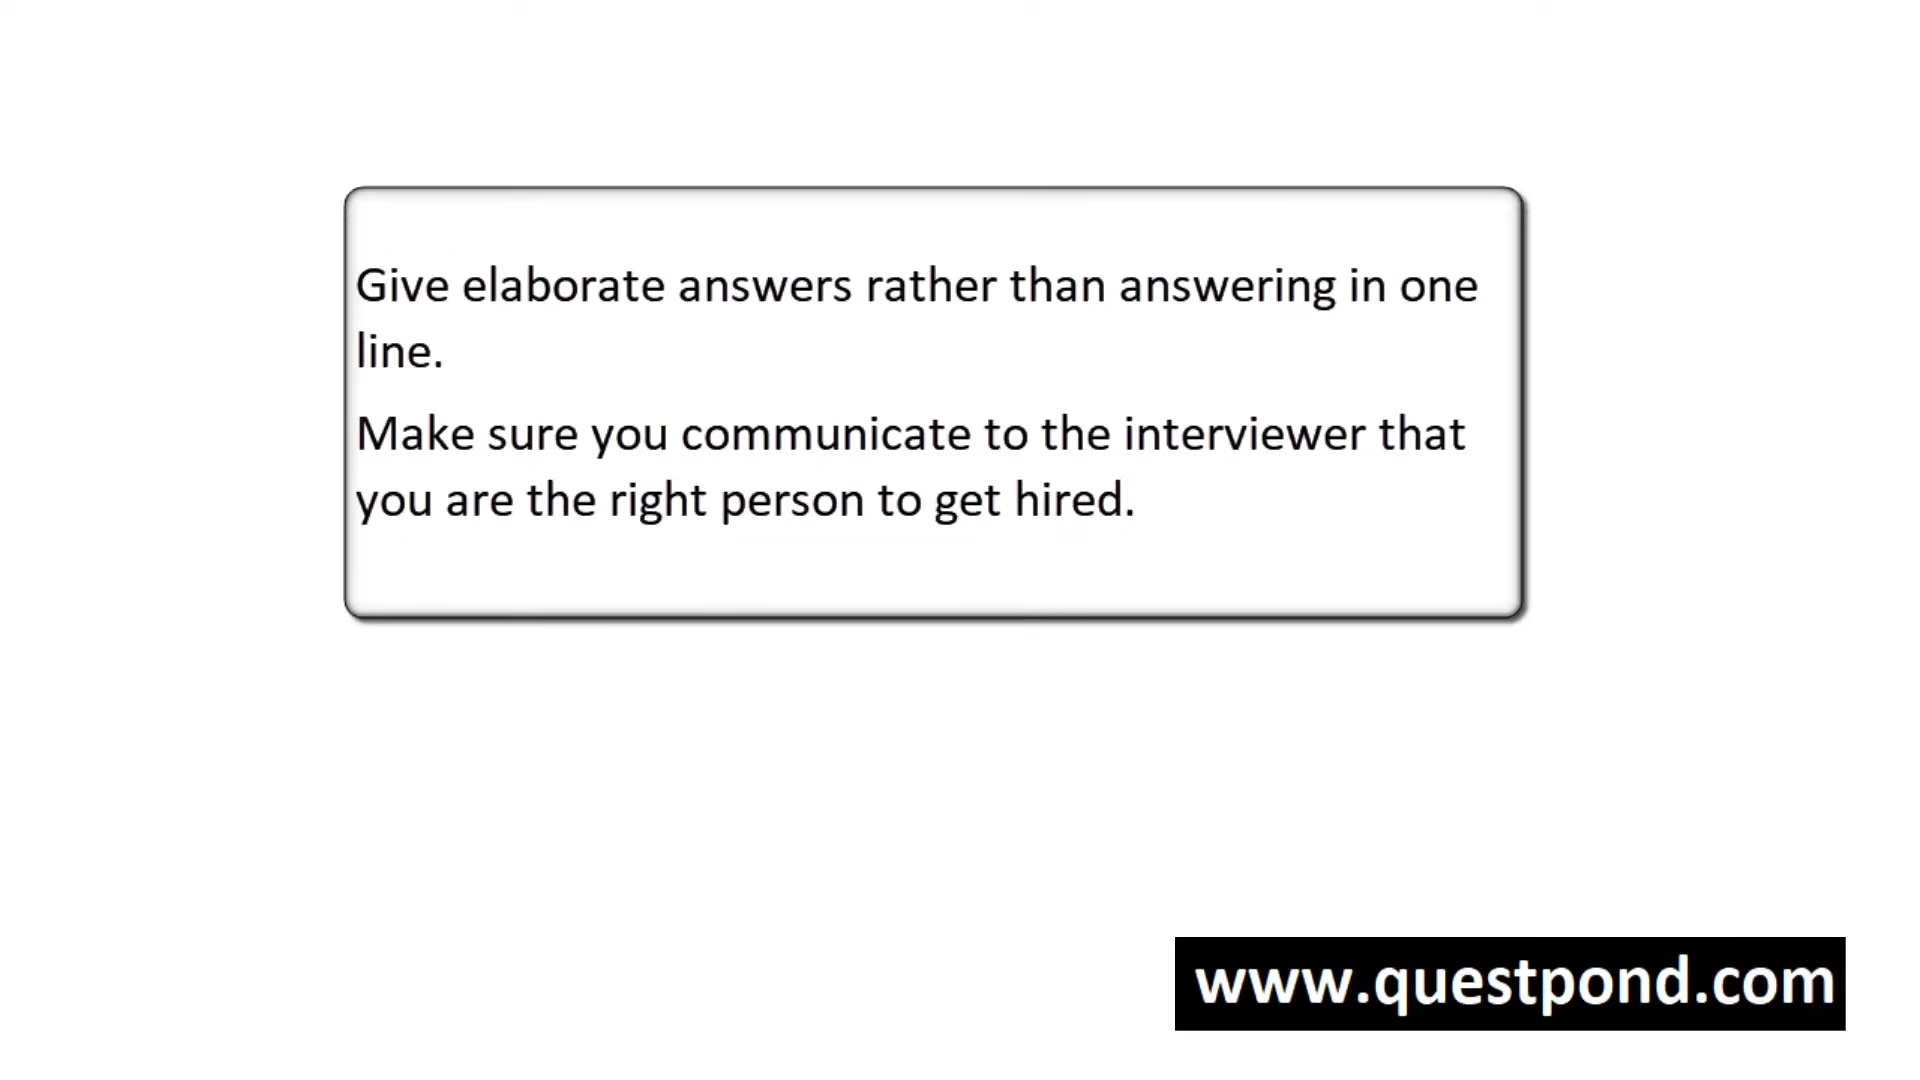 Give elaborate answers rather than answering in one
line.
Make sure you communicate to the interviewer that
you are the right person to get hired.
www.questpond.com